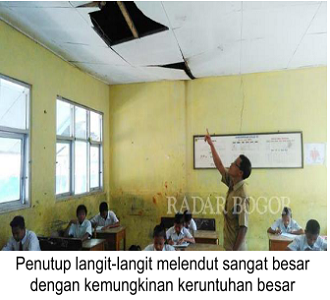 RADAR BOGOR
Penutup langit-langit melendut sangat besar
dengan kemungkinan keruntuhan besar